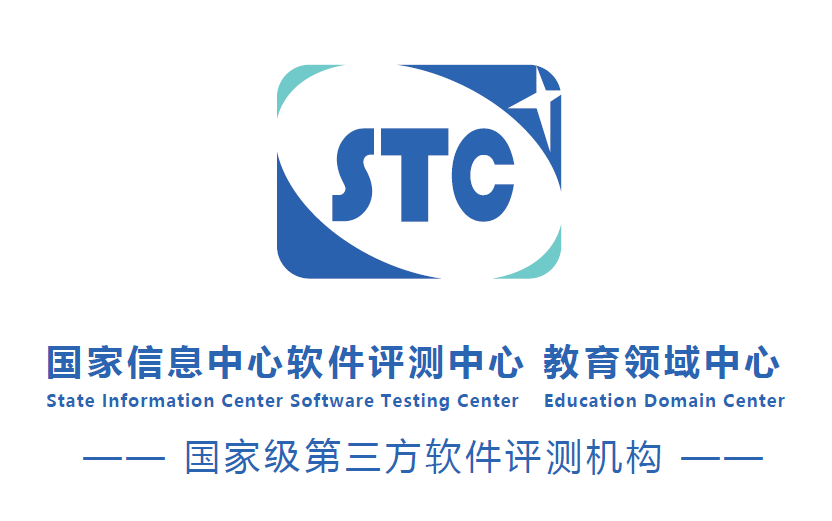 STC
国家信息中心软件评测中心 教育领域中心
State Information Center Software Testing Center Education Domain Center
—— 国家级第三方软件评测机构 ——